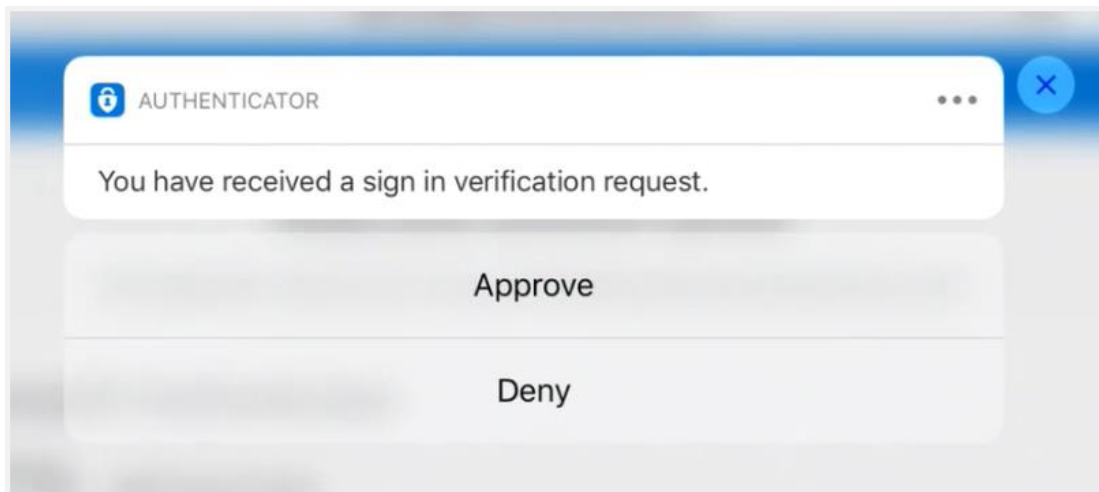 AUTHENTICATOR
You have received a sign in verification request.
Approve
Deny